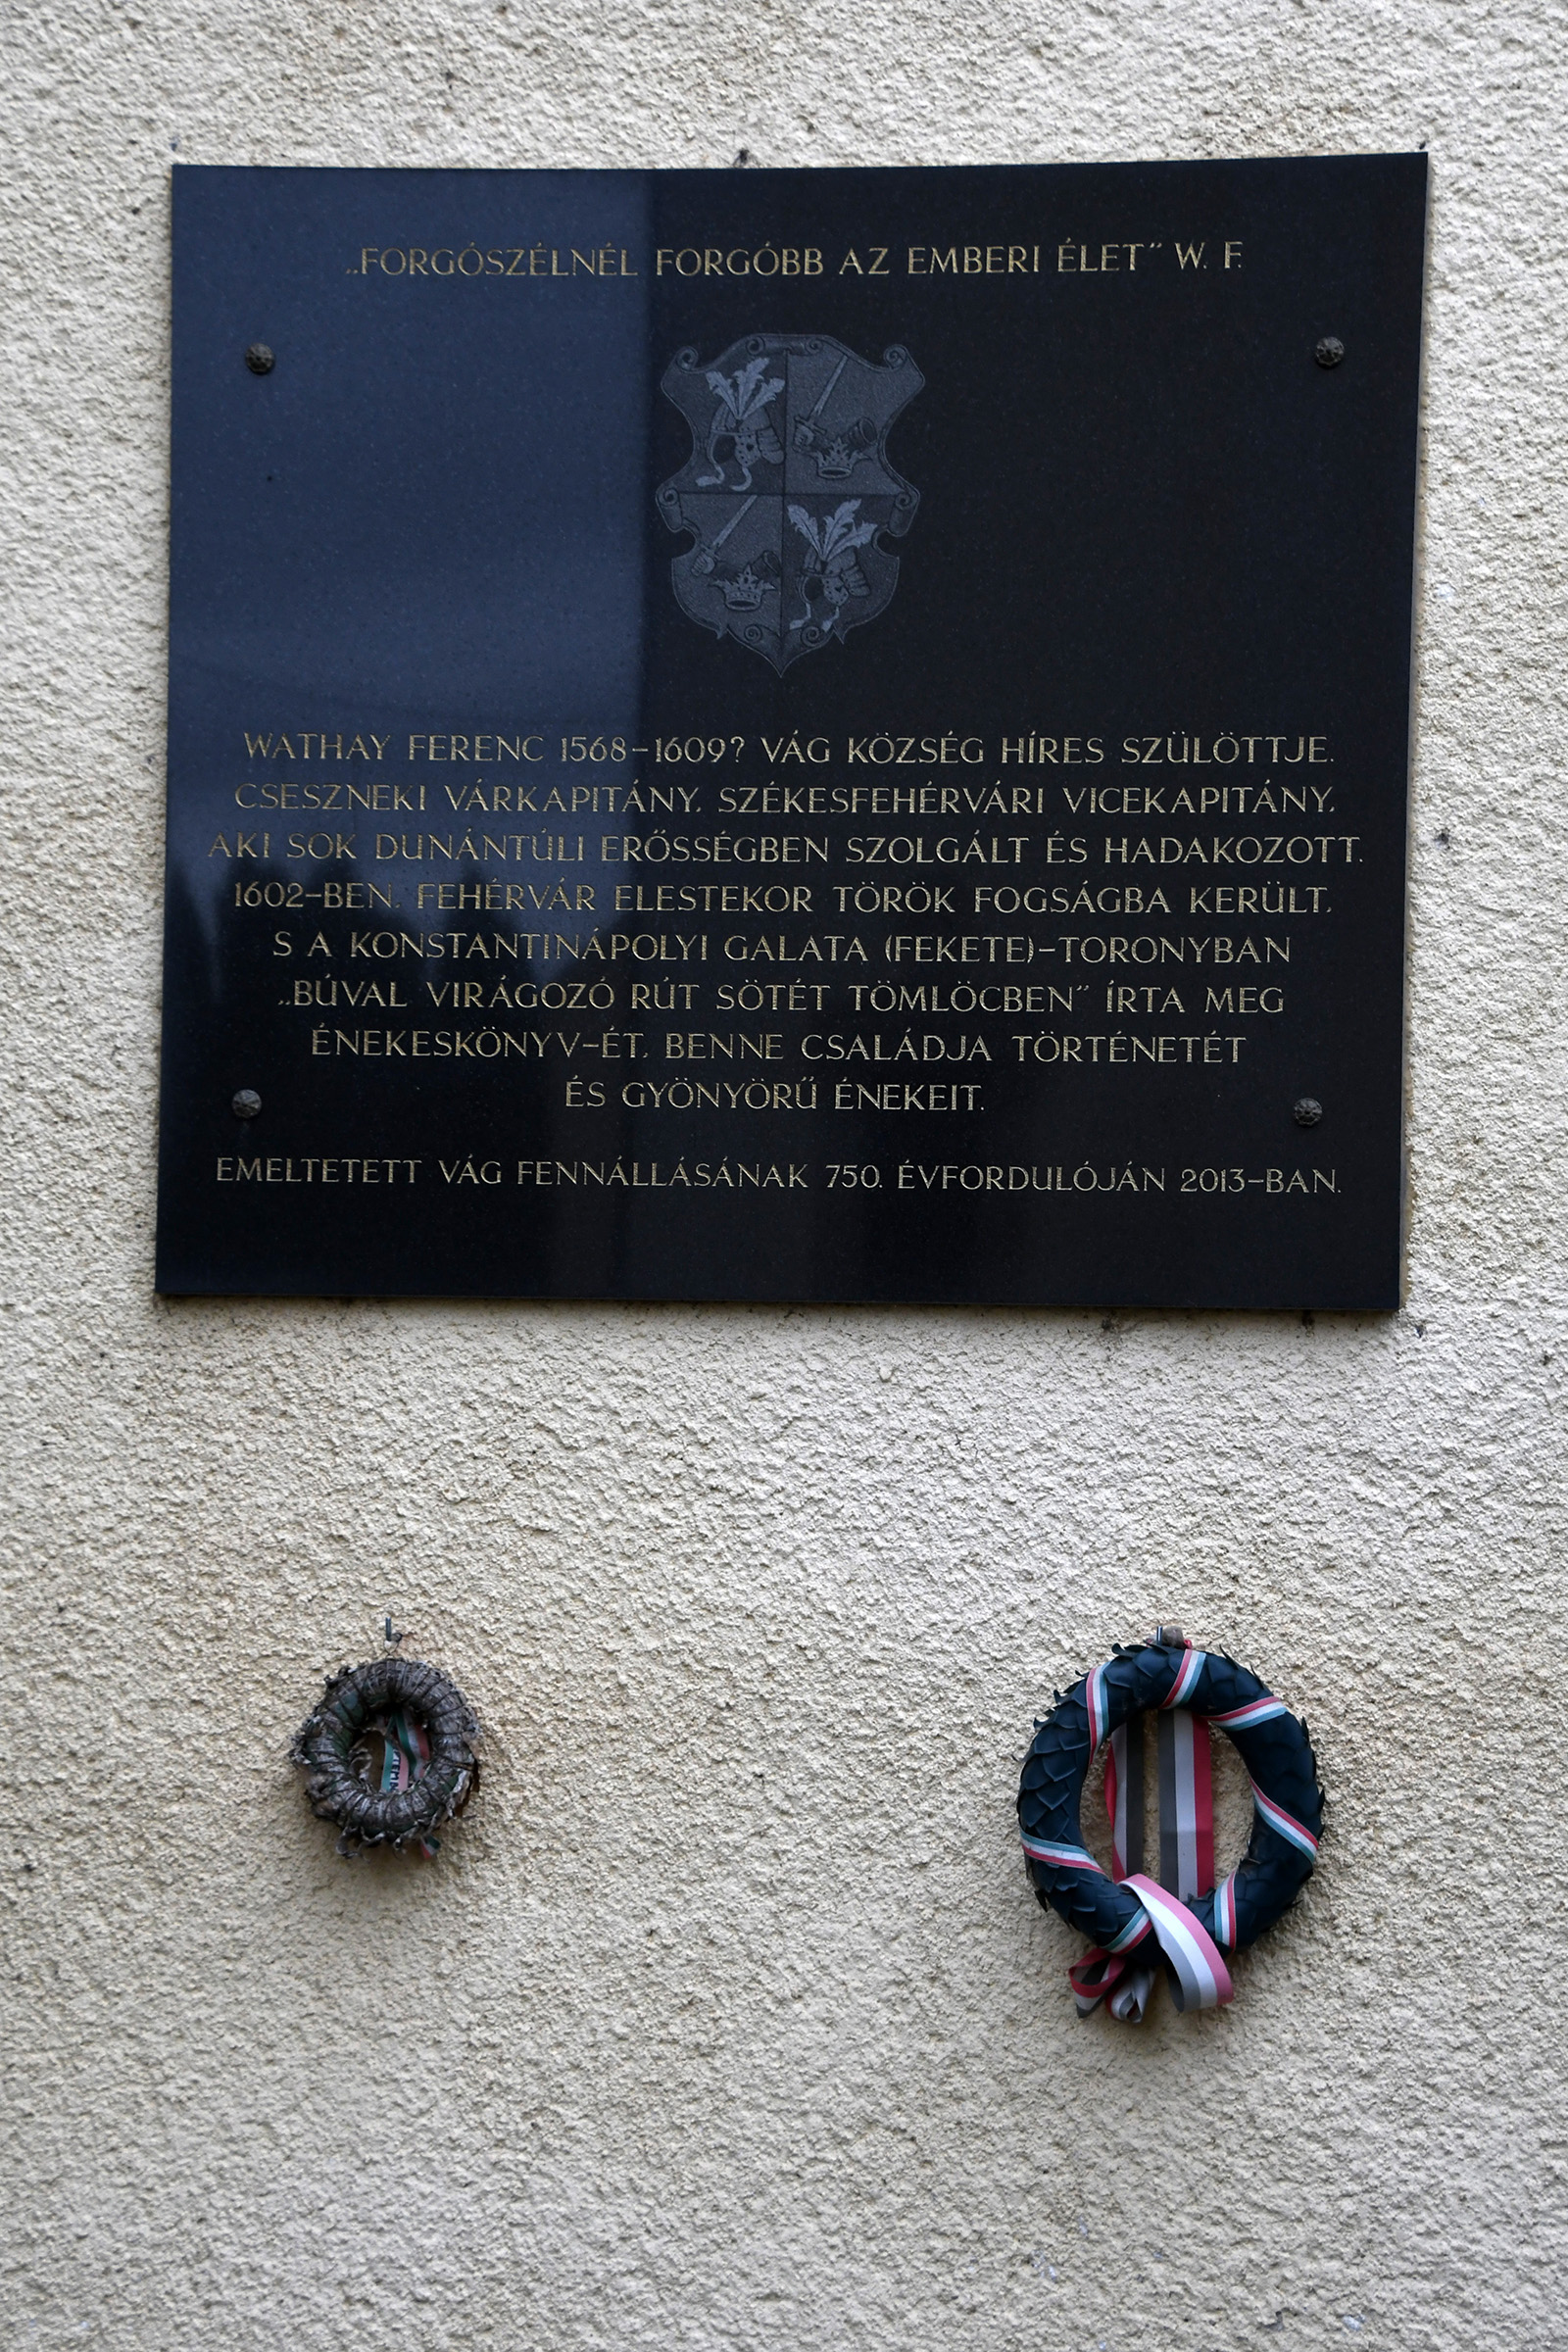 „FORGÓSZÉLNÉL FORGÓBB AZ EMBERI ÉLET” W. F.
WATHAY FERENC 1568–1609? VÁG KÖZSÉG HÍRES SZÜLÖTTJE.
CSESZNEKI VÁRKAPITÁNY, SZÉKESFEHÉRVÁRI VICEKAPITÁNY,
AKI SOK DUNÁNTÚLI ERŐSSÉGBEN SZOLGÁLT ÉS HADAKOZOTT.
1602–BEN, FEHÉRVÁR ELESTEKOR TÖRÖK FOGSÁGBA KERÜLT,
S A KONSTANTINÁPOLYI GALATA (FEKETE)–TORONYBAN
„BÚVAL VIRÁGOZÓ RÚT SÖTÉT TÖMLÖCBEN” ÍRTA MEG
ÉNEKESKÖNYV–ÉT, BENNE CSALÁDJA TÖRTÉNETÉT
ÉS GYÖNYÖRŰ ÉNEKEIT.
EMELTETETT VÁG FENNÁLLÁSÁNAK 750. ÉVFORDULÓJÁN 2013–BAN.